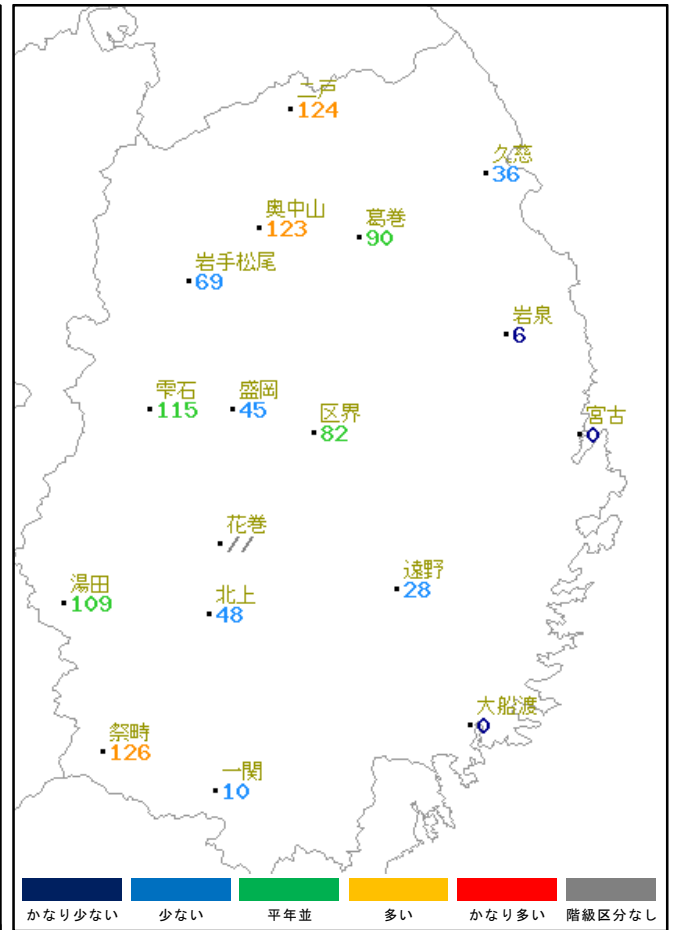 二戸
124
久慈
36
奥中山
123
葛巻
90
岩手松尾
69
岩泉
6
雫石
115
盛岡
45
区界
82
宮古
0
花巻
//
湯田
109
北上
48
遠野
28
大船渡
0
祭畤
126
一関
10
かなり少ない 少ない 平年並 多い かなり多い 階級区分なし